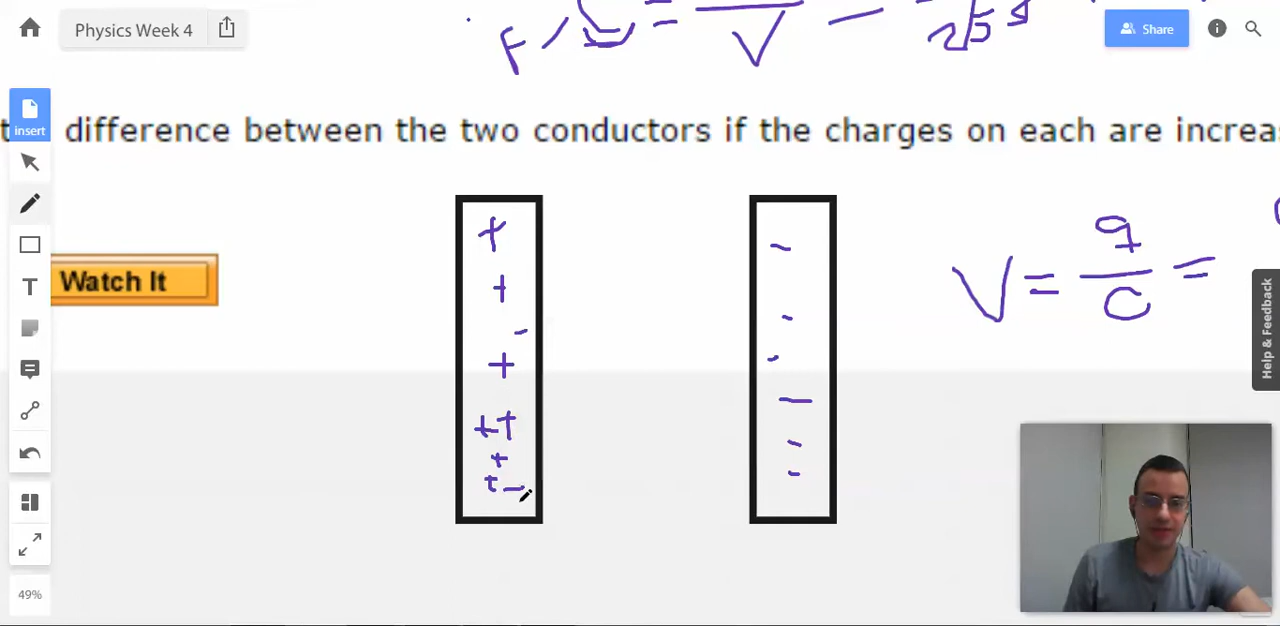 Physics Week 4
Share
F/C = — = —
V
insert
difference between the two conductors if the charges on each are increa
T
Watch It
+ -
+
- -
+ -
++ -
+ -
+ - -
V = q/C =
Help & Feedback
49%